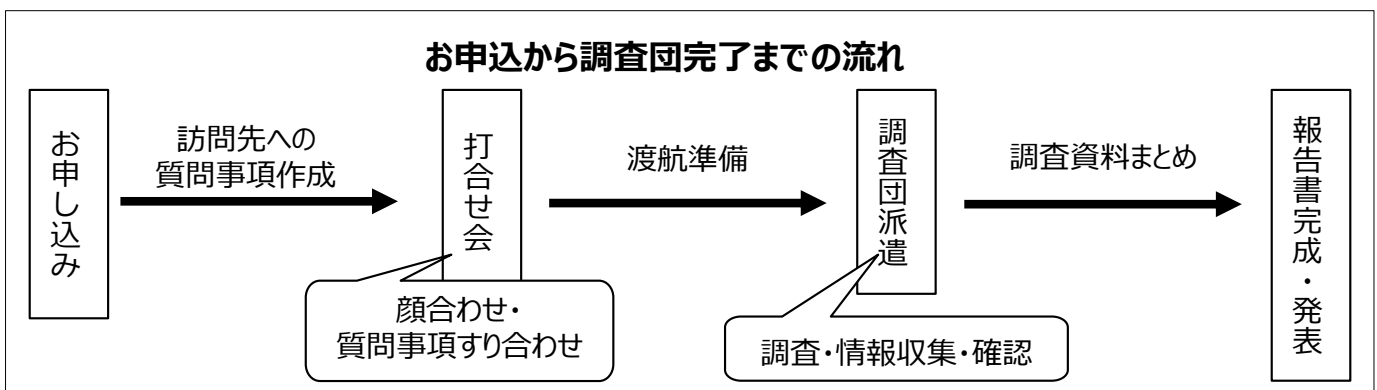 お申込から調査団完了までの流れ
お申し込み
訪問先への
質問事項作成
打合せ会
顔合わせ・
質問事項すり合わせ
渡航準備
調査団派遣
調査・情報収集・確認
調査資料まとめ
報告書完成・発表